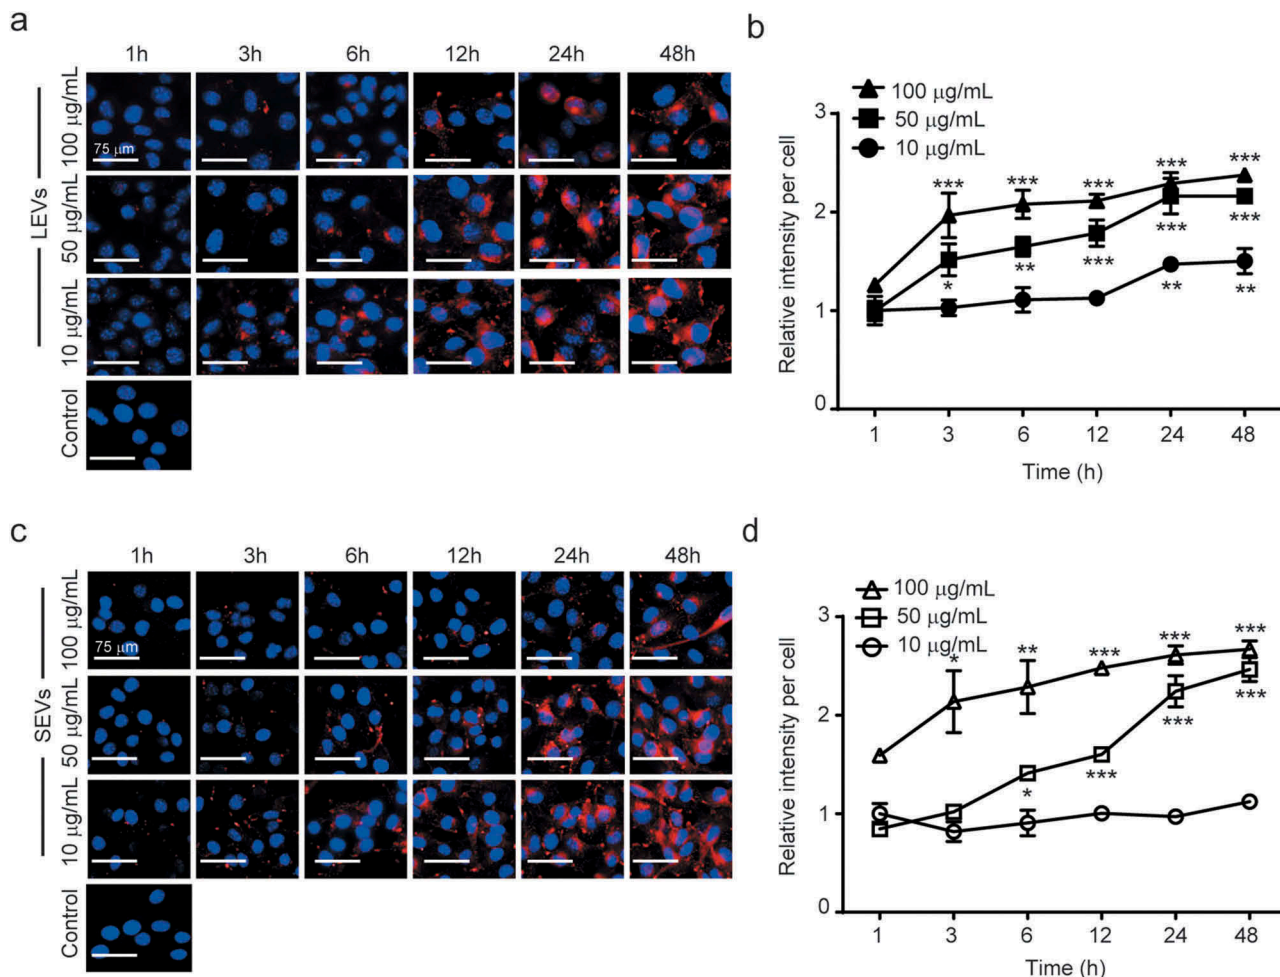 a
1h 3h 6h 12h 24h 48h
LEVs
100 µg/mL
75 µm
50 µg/mL
10 µg/mL
Control
b
100 µg/mL
50 µg/mL
10 µg/mL
Relative intensity per cell
3
2
1
0
*** *** *** *** ***
* ** *** *** ***
** **
1 3 6 12 24 48
Time (h)
c
1h 3h 6h 12h 24h 48h
SEVs
100 µg/mL
75 µm
50 µg/mL
10 µg/mL
Control
d
100 µg/mL
50 µg/mL
10 µg/mL
Relative intensity per cell
3
2
1
0
* ** *** *** ***
* *** *** ***
1 3 6 12 24 48
Time (h)